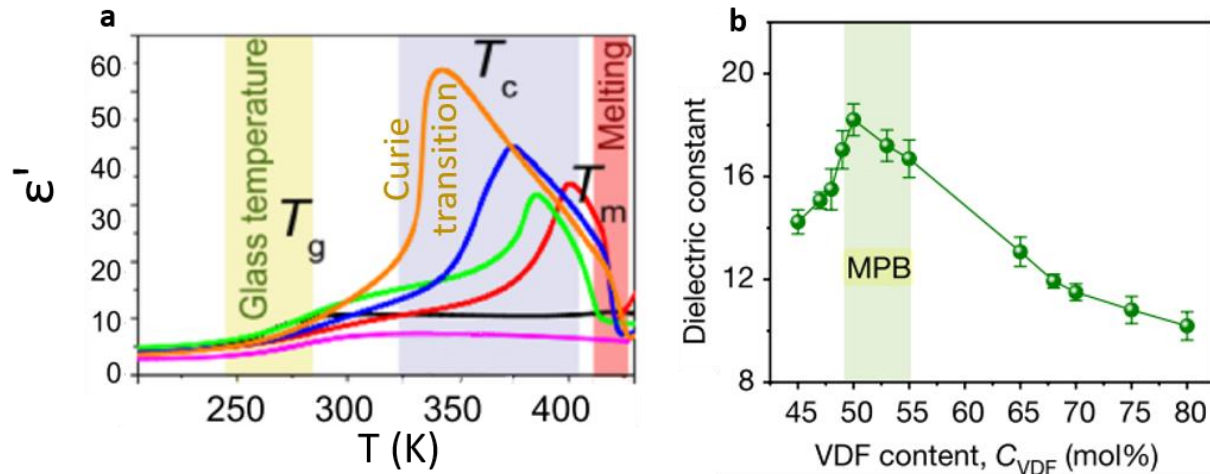 a
60
50
40
30
20
10
0
ε'
250
300
350
400
T (K)
Glass temperature
Tg
Curie
transition
Tc
Melting
Tm
b
20
16
12
8
Dielectric constant
MPB
45 50 55 60 65 70 75 80
VDF content, CVDF (mol%)